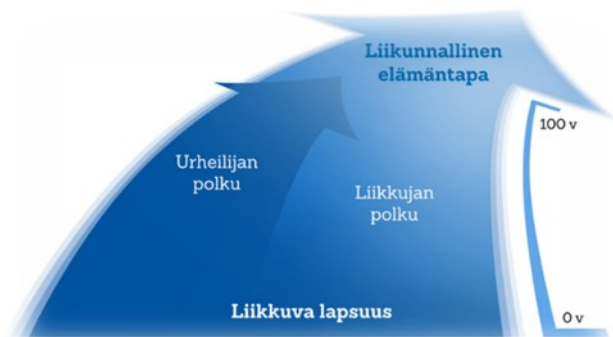 Liikunnallinen
elämäntapa
100 v
Urheilijan
polku
Liikkujan
polku
Liikkuva lapsuus
0 v